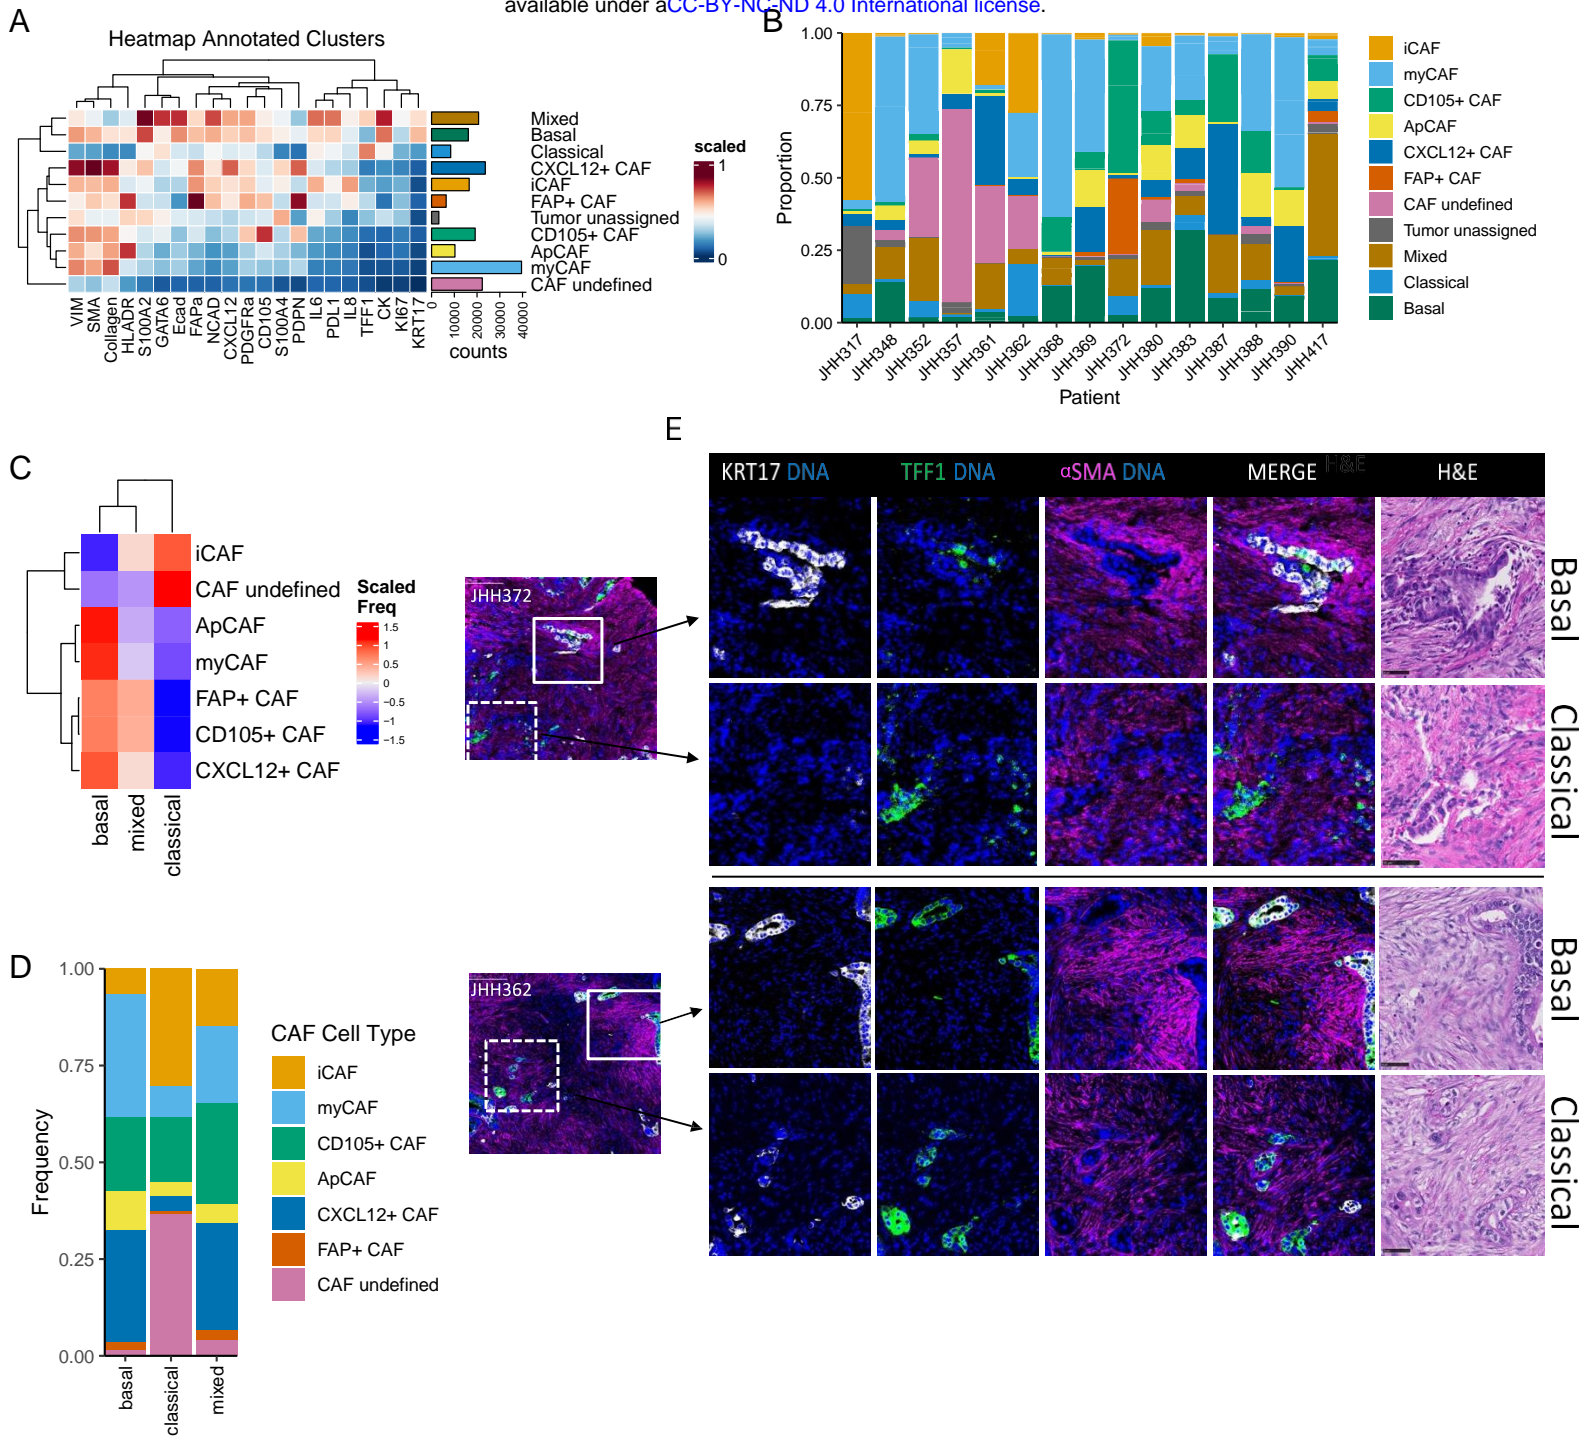 available under aCC-BY-NC-ND 4.0 International license.
A
Heatmap Annotated Clusters
Mixed
Basal
Classical
CXCL12+ CAF
iCAF
FAP+ CAF
Tumor unassigned
CD105+ CAF
ApCAF
myCAF
CAF undefined
VIM
SMA
Collagen
HLADR
S100A2
GATA6
Ecad
FAPa
NCAD
CXCL12
PDGFRa
CD105
S100A4
PDPN
IL6
PDL1
IL8
TFF1
CK
KI67
KRT17
0
10000
20000
30000
40000
counts
scaled
1
0
B
Proportion
1.00
0.75
0.50
0.25
0.00
JHH317
JHH348
JHH352
JHH357
JHH361
JHH362
JHH368
JHH369
JHH372
JHH380
JHH383
JHH387
JHH388
JHH390
JHH417
Patient
iCAF
myCAF
CD105+ CAF
ApCAF
CXCL12+ CAF
FAP+ CAF
CAF undefined
Tumor unassigned
Mixed
Classical
Basal
C
iCAF
CAF undefined
ApCAF
myCAF
FAP+ CAF
CD105+ CAF
CXCL12+ CAF
basal
mixed
classical
Scaled
Freq
1.5
1
0.5
0
−0.5
−1
−1.5
D
Frequency
1.00
0.75
0.50
0.25
0.00
basal
classical
mixed
CAF Cell Type
iCAF
myCAF
CD105+ CAF
ApCAF
CXCL12+ CAF
FAP+ CAF
CAF undefined
E
KRT17 DNA
TFF1 DNA
αSMA DNA
MERGE
H&E
H&E
JHH372
Basal
Classical
JHH362
Basal
Classical